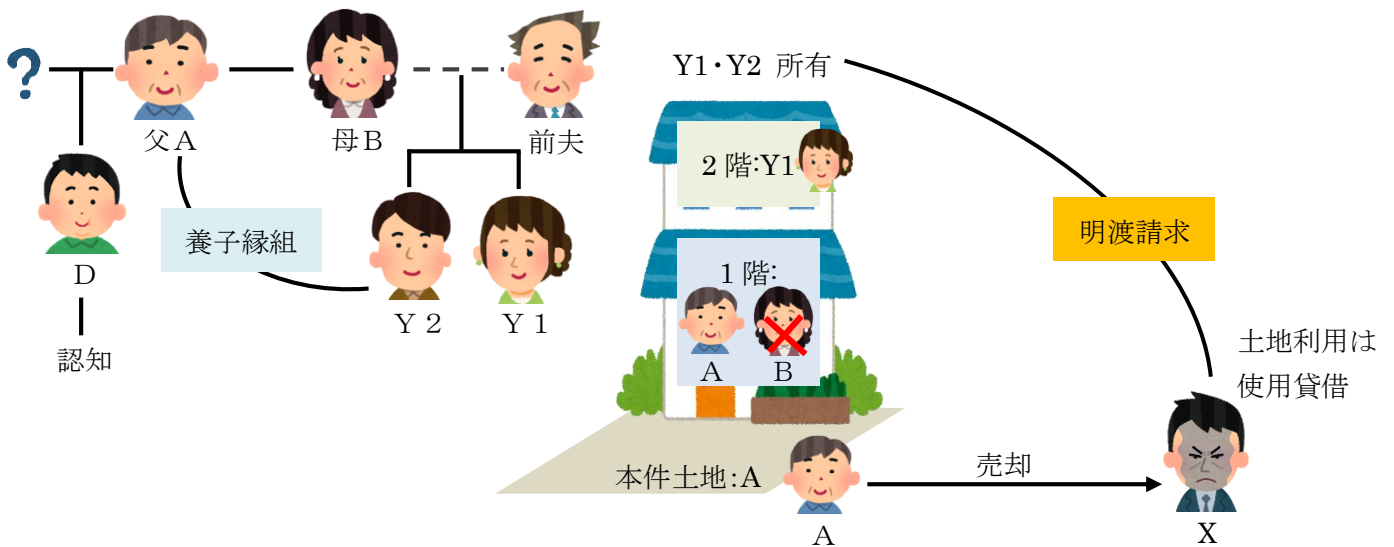 ?
父A
母B
前夫
D
認知
養子縁組
Y2
Y1
Y1・Y2 所有
2階:Y1
1階:
A
B
本件土地:A
A
売却
明渡請求
土地利用は
使用貸借
X